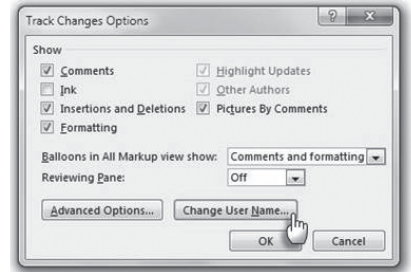 Track Changes Options
Show
Comments
Highlight Updates
Ink
Other Authors
Insertions and Deletions
Pictures By Comments
Formatting
Balloons in All Markup view show: Comments and formatting
Reviewing Pane: Off
Advanced Options... Change User Name...
OK Cancel